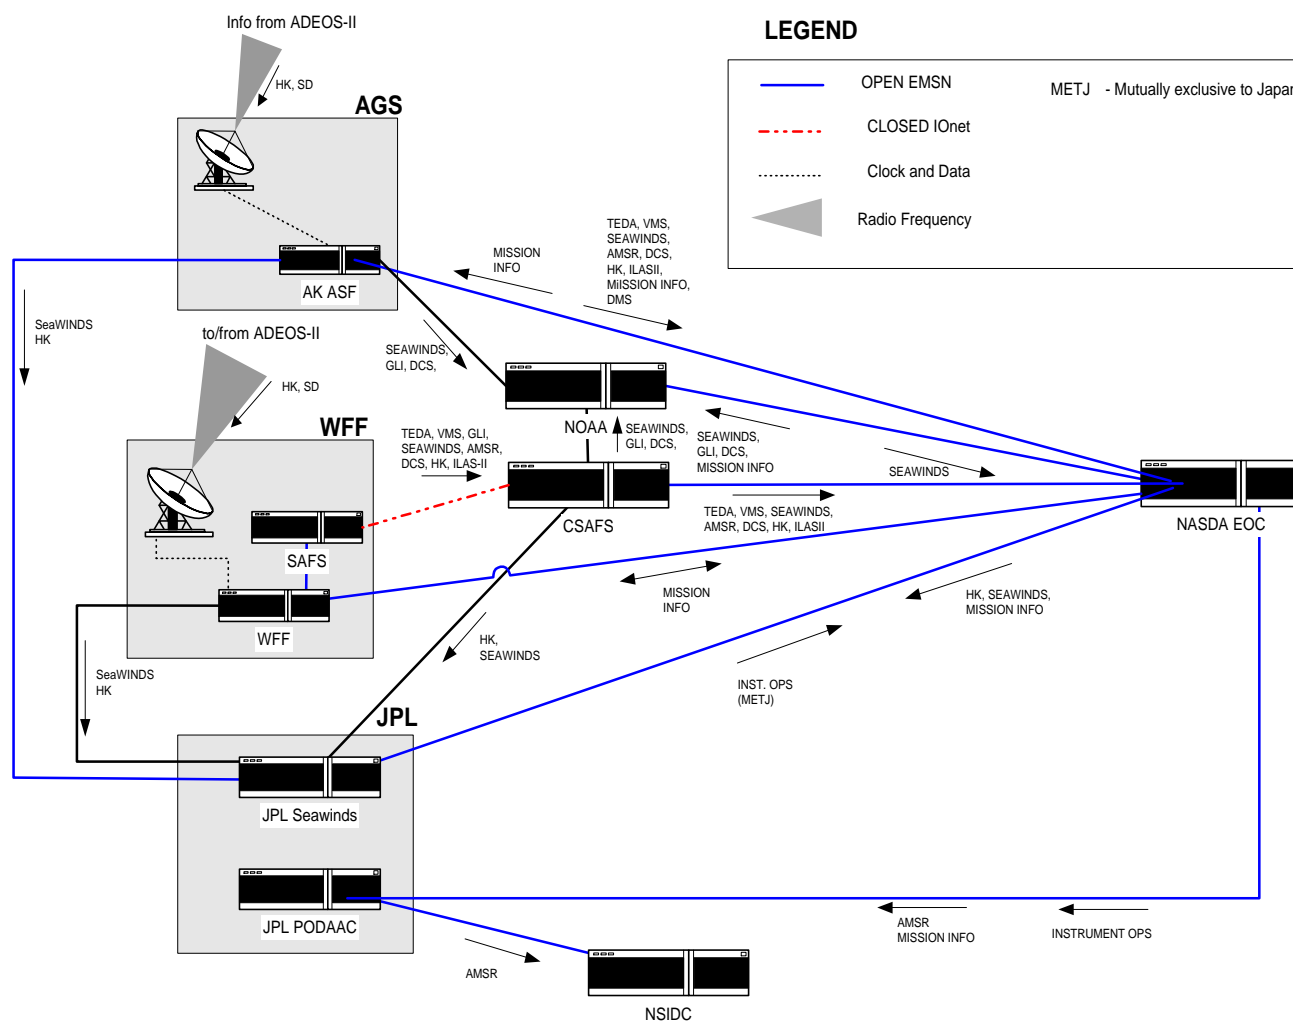 Info from ADEOS-II
LEGEND
HK, SD
AGS
OPEN EMSN
METJ - Mutually exclusive to Japan
CLOSED IOnet
Clock and Data
Radio Frequency
TEDA, VMS,
SEAWINDS,
AMSR, DCS,
HK, ILASII,
MiISSION INFO,
DMS
MISSION
INFO
AK ASF
SeaWINDS
HK
to/from ADEOS-II
SEAWINDS,
GLI, DCS,
HK, SD
WFF
NOAA
TEDA, VMS, GLI,
SEAWINDS, AMSR,
DCS, HK, ILAS-II
SEAWINDS,
GLI, DCS,
SEAWINDS,
GLI, DCS,
MISSION INFO
SEAWINDS
CSAFS
TEDA, VMS, SEAWINDS,
AMSR, DCS, HK, ILASII
NASDA EOC
SAFS
MISSION
INFO
HK, SEAWINDS,
MISSION INFO
WFF
HK,
SEAWINDS
SeaWINDS
HK
INST. OPS
(METJ)
JPL
JPL Seawinds
JPL PODAAC
AMSR
MISSION INFO
INSTRUMENT OPS
AMSR
NSIDC